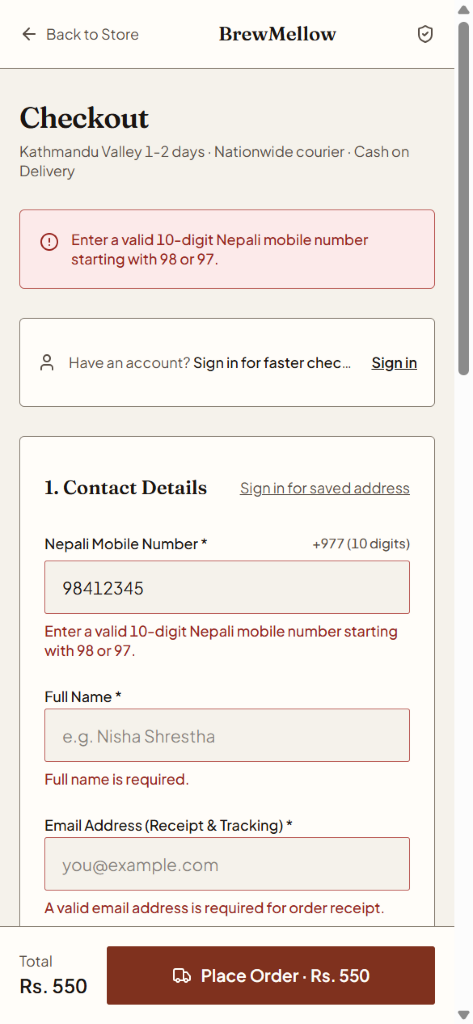 Back to Store
BrewMellow
Checkout
Kathmandu Valley 1-2 days · Nationwide courier · Cash on
Delivery
Enter a valid 10-digit Nepali mobile number
starting with 98 or 97.
Have an account? Sign in for faster chec...
Sign in
1. Contact Details
Sign in for saved address
Nepali Mobile Number *
+977 (10 digits)
98412345
Enter a valid 10-digit Nepali mobile number starting
with 98 or 97.
Full Name *
e.g. Nisha Shrestha
Full name is required.
Email Address (Receipt & Tracking) *
you@example.com
A valid email address is required for order receipt.
Total
Rs. 550
Place Order · Rs. 550